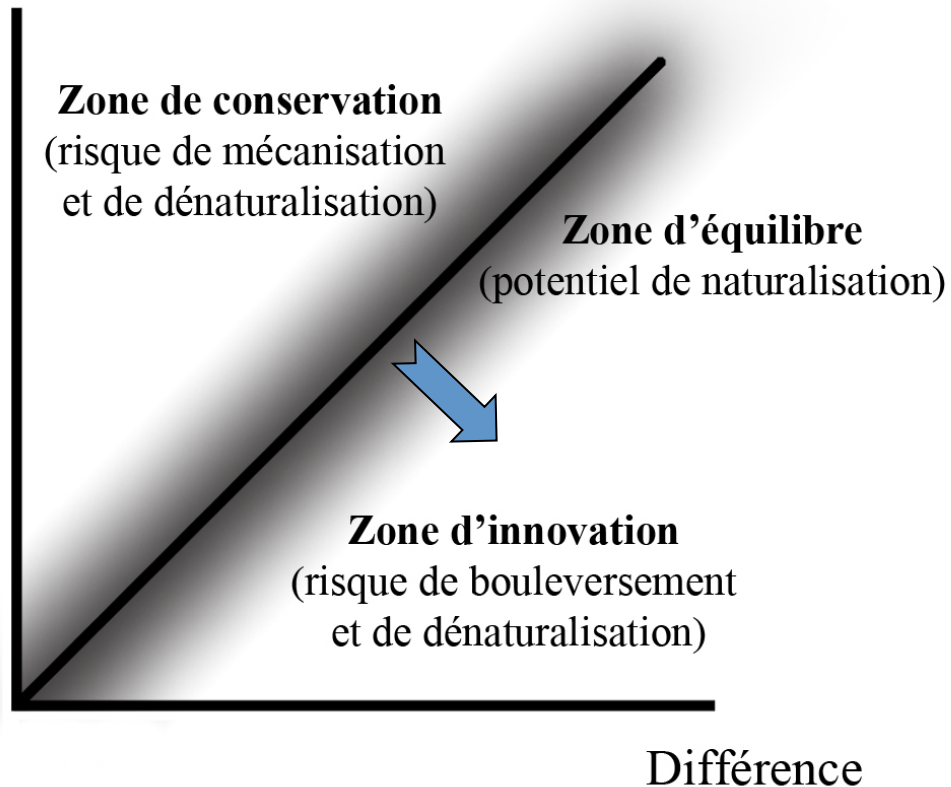 Zone de conservation
(risque de mécanisation
et de dénaturalisation)
Zone d’équilibre
(potentiel de naturalisation)
Zone d’innovation
(risque de bouleversement
et de dénaturalisation)
Différence